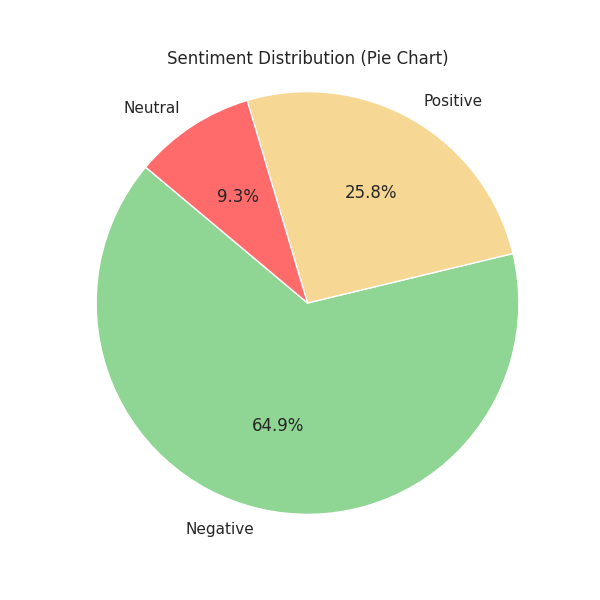 Sentiment Distribution (Pie Chart)
Neutral
Positive
9.3%
25.8%
64.9%
Negative